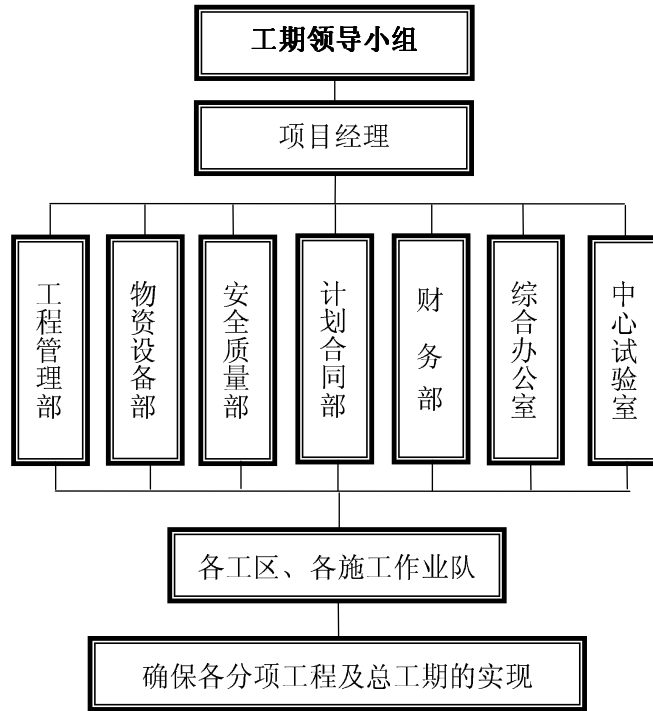 工期领导小组
项目经理
工程管理部
物资设备部
安全质量部
计划合同部
财务部
综合办公室
中心试验室
各工区、各施工作业队
确保各分项工程及总工期的实现